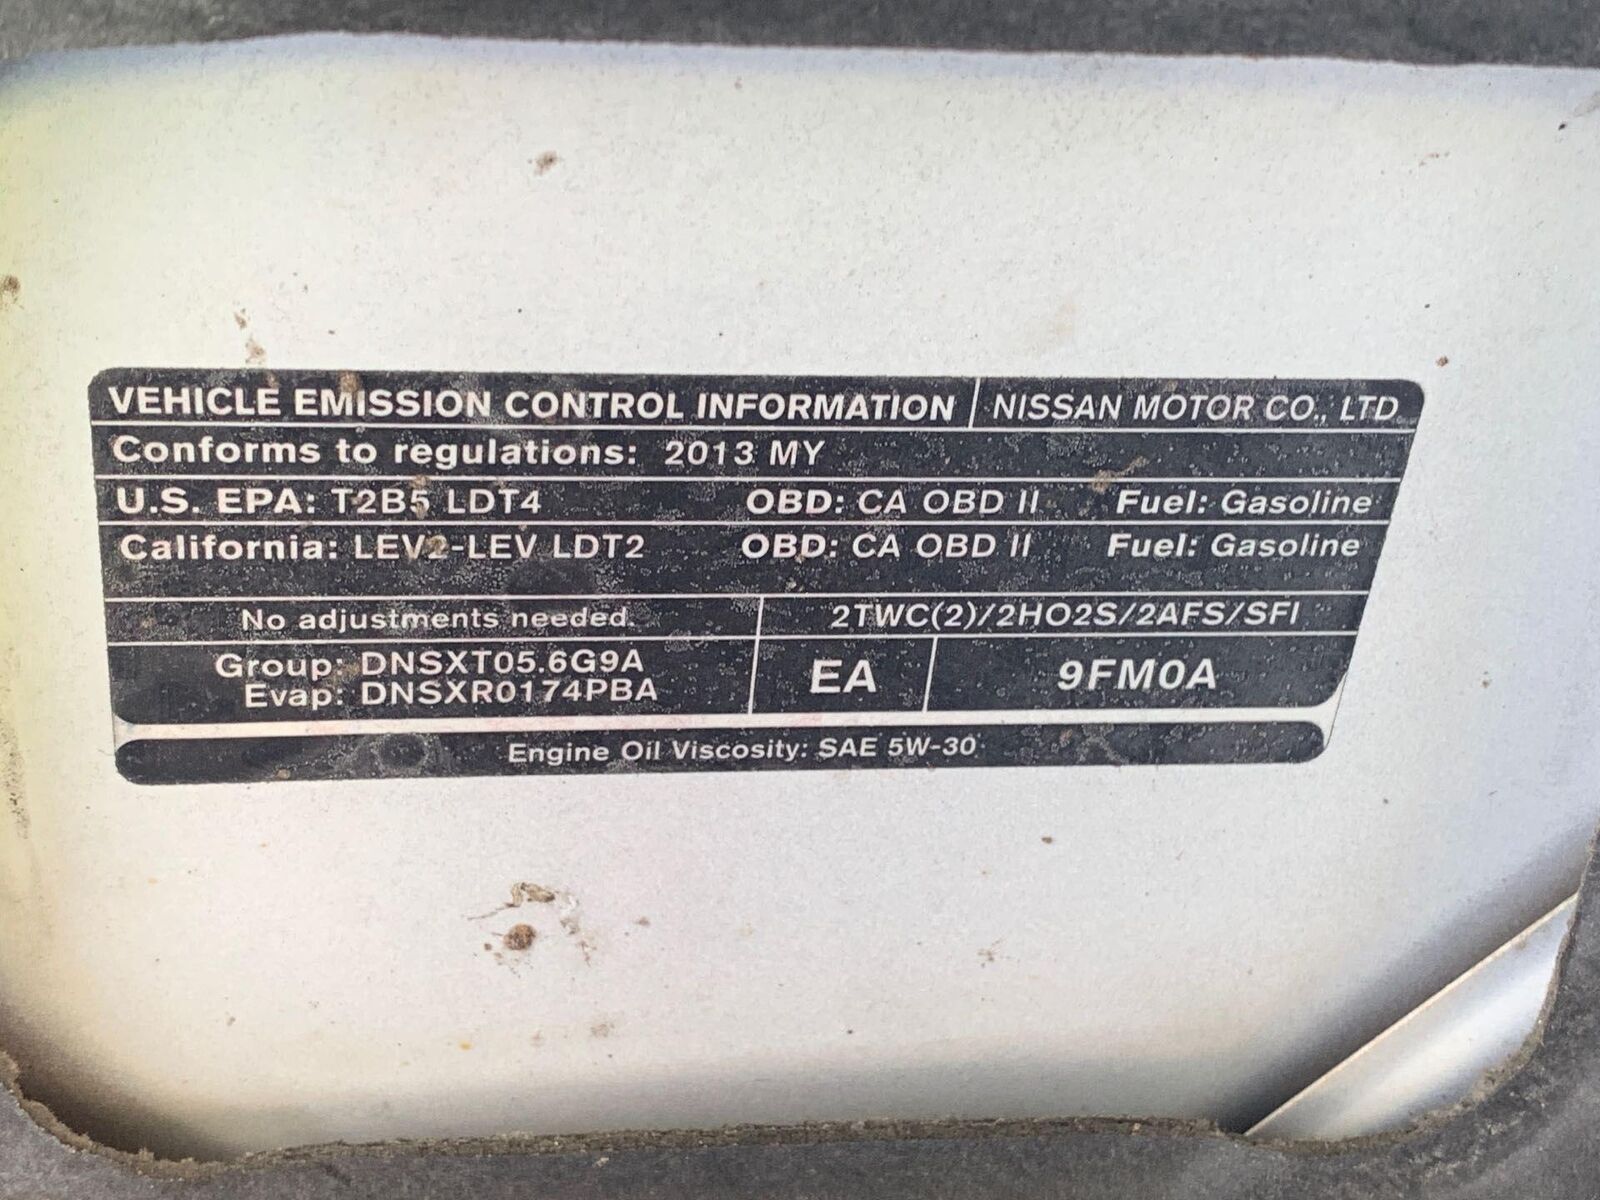 VEHICLE EMISSION CONTROL INFORMATION NISSAN MOTOR CO., LTD.
Conforms to regulations: 2013 MY
U.S. EPA: T2B5 LDT4 OBD: CA OBD II Fuel: Gasoline
California: LEV2-LEV LDT2 OBD: CA OBD II Fuel: Gasoline
No adjustments needed. 2TWC(2)/2HO2S/2AFS/SFI
Group: DNSXT05.6G9A
Evap: DNSXR0174PBA
EA
9FM0A
Engine Oil Viscosity: SAE 5W-30